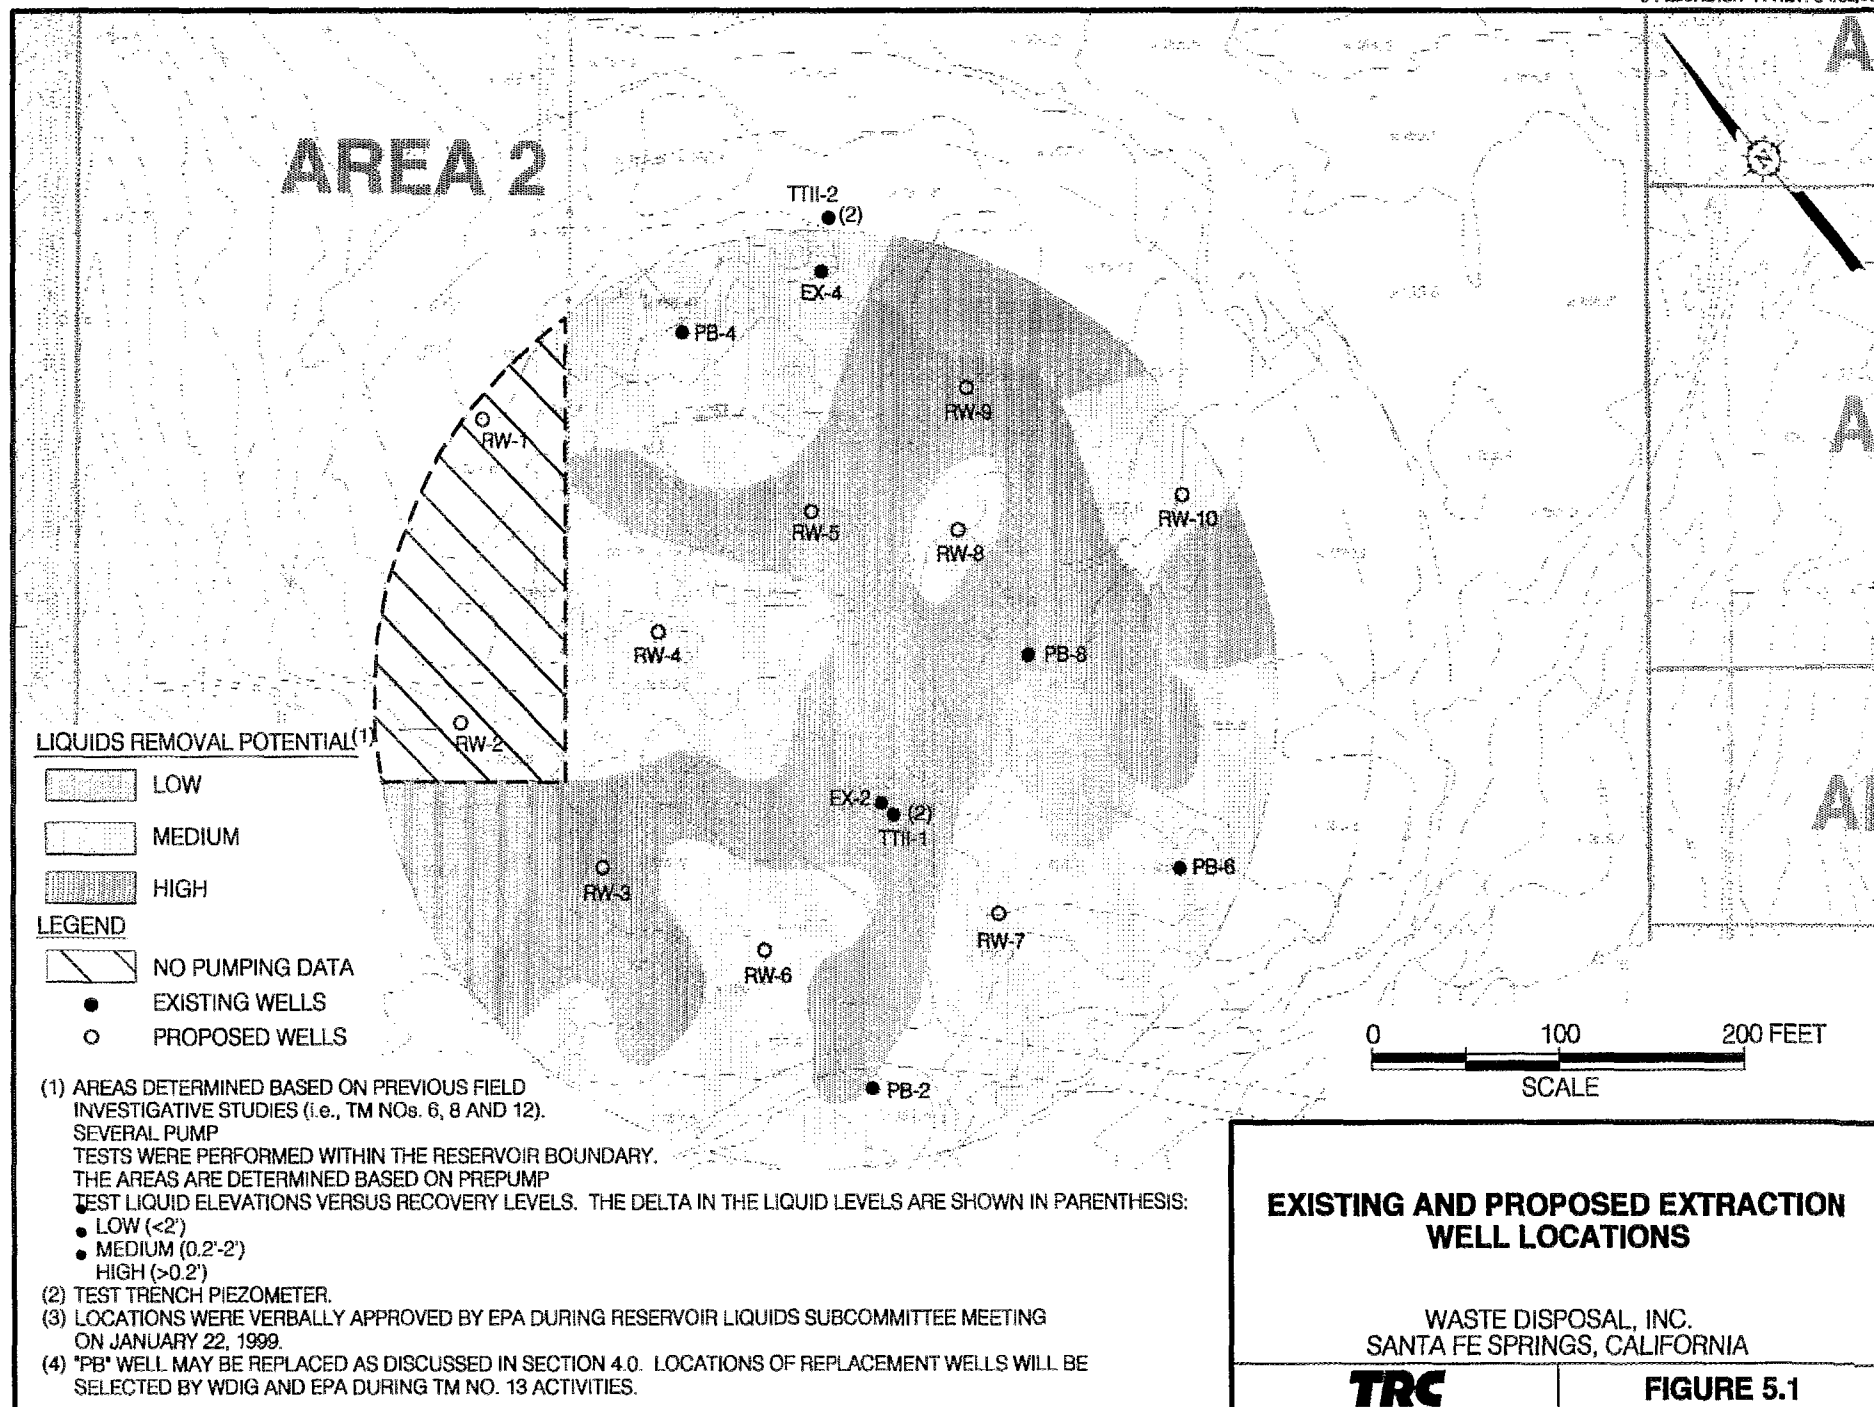 AREA 2
TTII-2
(2)
EX-4
PB-4
RW-9
RW-1
RW-10
RW-5
RW-8
RW-4
PB-8
RW-2
EX-2
(2)
TTII-1
PB-6
RW-3
RW-7
RW-6
PB-2
LIQUIDS REMOVAL POTENTIAL(1)
LOW
MEDIUM
HIGH
LEGEND
NO PUMPING DATA
EXISTING WELLS
PROPOSED WELLS
0 100 200 FEET
SCALE
(1) AREAS DETERMINED BASED ON PREVIOUS FIELD
INVESTIGATIVE STUDIES (i.e., TM NOs. 6, 8 AND 12).
SEVERAL PUMP
TESTS WERE PERFORMED WITHIN THE RESERVOIR BOUNDARY.
THE AREAS ARE DETERMINED BASED ON PREPUMP
TEST LIQUID ELEVATIONS VERSUS RECOVERY LEVELS. THE DELTA IN THE LIQUID LEVELS ARE SHOWN IN PARENTHESIS:
• LOW (<2')
• MEDIUM (0.2'-2')
HIGH (>0.2')
(2) TEST TRENCH PIEZOMETER.
(3) LOCATIONS WERE VERBALLY APPROVED BY EPA DURING RESERVOIR LIQUIDS SUBCOMMITTEE MEETING
ON JANUARY 22, 1999.
(4) "PB" WELL MAY BE REPLACED AS DISCUSSED IN SECTION 4.0. LOCATIONS OF REPLACEMENT WELLS WILL BE
SELECTED BY WDIG AND EPA DURING TM NO. 13 ACTIVITIES.
EXISTING AND PROPOSED EXTRACTION
WELL LOCATIONS
WASTE DISPOSAL, INC.
SANTA FE SPRINGS, CALIFORNIA
TRC
FIGURE 5.1